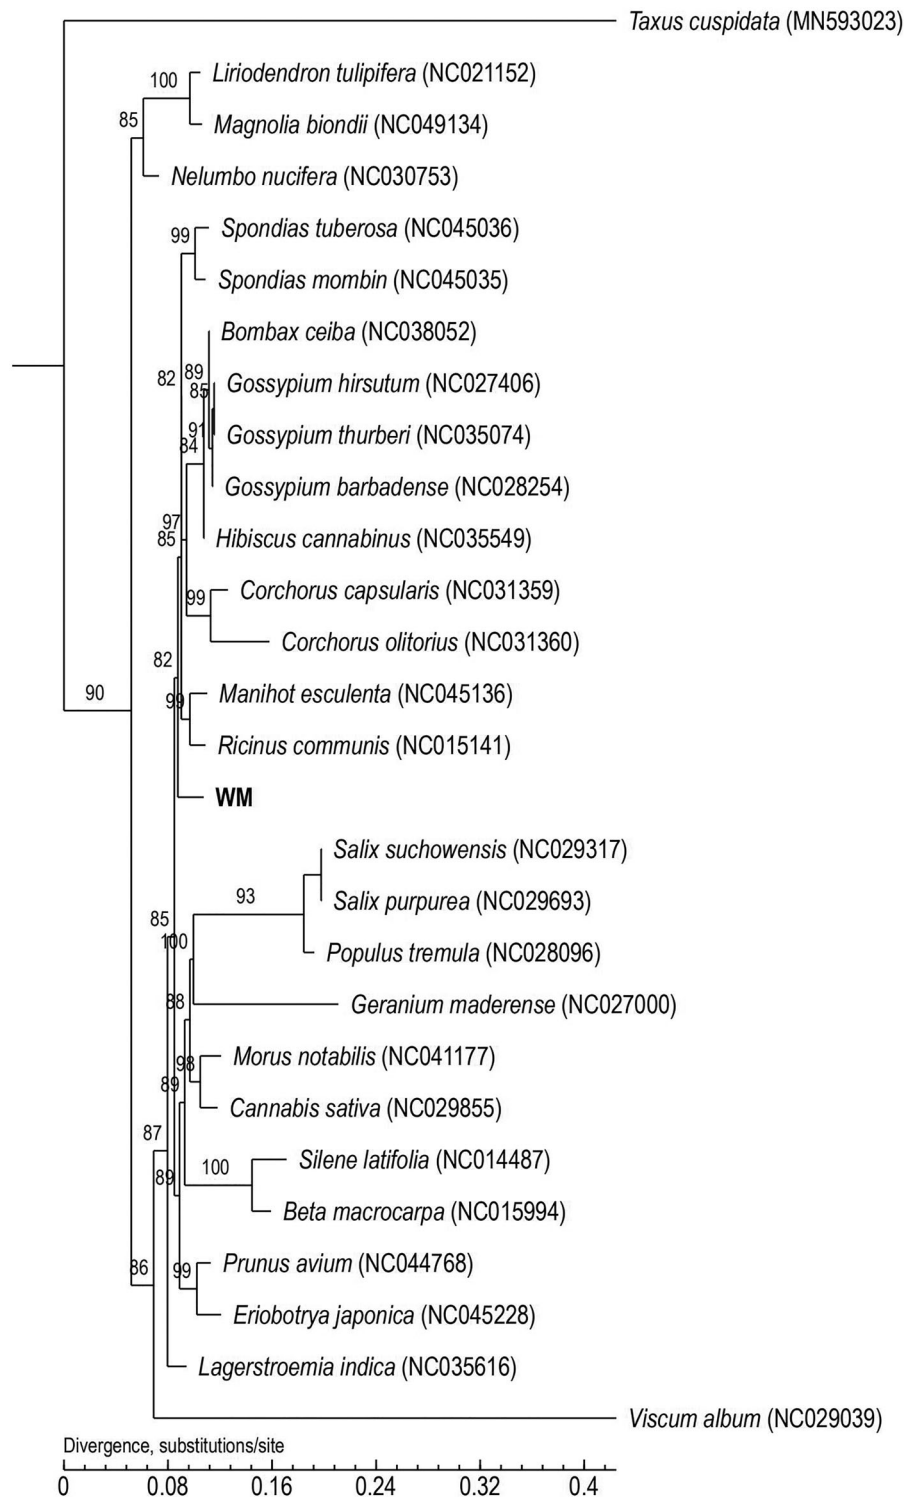 Taxus cuspidata (MN593023)
100 Liriodendron tulipifera (NC021152)
85 Magnolia biondii (NC049134)
Nelumbo nucifera (NC030753)
99 Spondias tuberosa (NC045036)
Spondias mombin (NC045035)
Bombax ceiba (NC038052)
82 89 Gossypium hirsutum (NC027406)
85
91 Gossypium thurberi (NC035074)
84
Gossypium barbadense (NC028254)
97
85 Hibiscus cannabinus (NC035549)
99 Corchorus capsularis (NC031359)
Corchorus olitorius (NC031360)
82
90 99 Manihot esculenta (NC045136)
Ricinus communis (NC015141)
WM
Salix suchowensis (NC029317)
93 Salix purpurea (NC029693)
85
100 Populus tremula (NC028096)
88 Geranium maderense (NC027000)
98 Morus notabilis (NC041177)
89
Cannabis sativa (NC029855)
87
100 Silene latifolia (NC014487)
89
Beta macrocarpa (NC015994)
86 99 Prunus avium (NC044768)
Eriobotrya japonica (NC045228)
Lagerstroemia indica (NC035616)
Viscum album (NC029039)
Divergence, substitutions/site
0 0.08 0.16 0.24 0.32 0.4